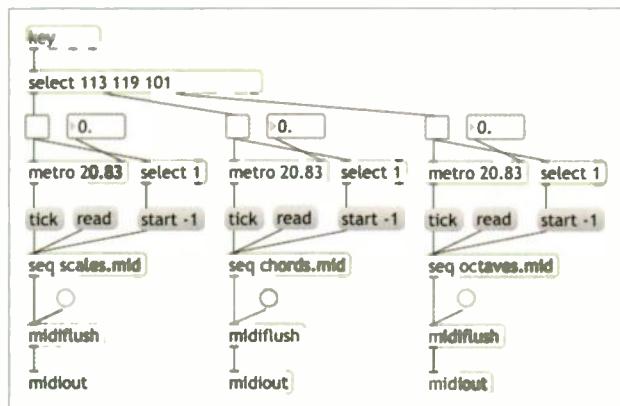 key
select 113 119 101
0. 0. 0.
metro 20.83 select 1 metro 20.83 select 1 metro 20.83 select 1
tick read start -1 tick read start -1 tick read start -1
seq scales.mid seq chords.mid seq octaves.mid
midiflush midiflush midiflush
midiout midiout midiout